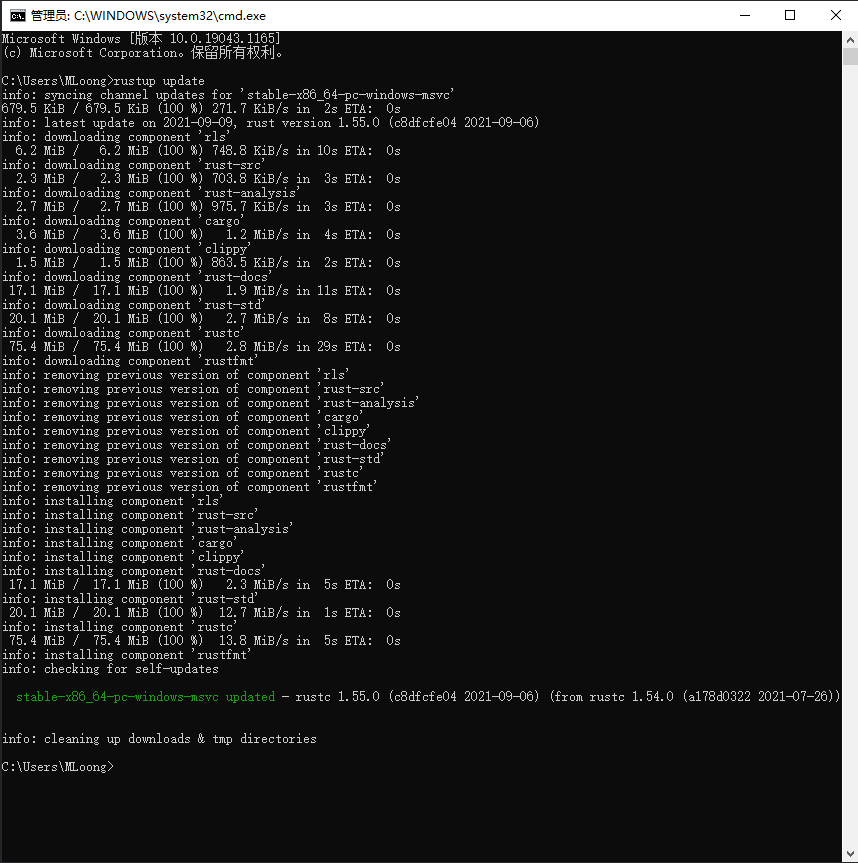 管理员: C:\WINDOWS\system32\cmd.exe
Microsoft Windows [版本 10.0.19043.1165]
(c) Microsoft Corporation。保留所有权利。
C:\Users\MLoong>rustup update
info: syncing channel updates for 'stable-x86_64-pc-windows-msvc'
679.5 KiB / 679.5 KiB (100 %) 271.7 KiB/s in  2s ETA:  0s
info: latest update on 2021-09-09, rust version 1.55.0 (c8dfcfe04 2021-09-06)
info: downloading component 'rls'
  6.2 MiB /   6.2 MiB (100 %) 748.8 KiB/s in 10s ETA:  0s
info: downloading component 'rust-src'
  2.3 MiB /   2.3 MiB (100 %) 703.8 KiB/s in  3s ETA:  0s
info: downloading component 'rust-analysis'
  2.7 MiB /   2.7 MiB (100 %) 975.7 KiB/s in  3s ETA:  0s
info: downloading component 'cargo'
  3.6 MiB /   3.6 MiB (100 %)   1.2 MiB/s in  4s ETA:  0s
info: downloading component 'clippy'
  1.5 MiB /   1.5 MiB (100 %) 863.5 KiB/s in  2s ETA:  0s
info: downloading component 'rust-docs'
 17.1 MiB /  17.1 MiB (100 %)   1.9 MiB/s in 11s ETA:  0s
info: downloading component 'rust-std'
 20.1 MiB /  20.1 MiB (100 %)   2.7 MiB/s in  8s ETA:  0s
info: downloading component 'rustc'
 75.4 MiB /  75.4 MiB (100 %)   2.8 MiB/s in 29s ETA:  0s
info: downloading component 'rustfmt'
info: removing previous version of component 'rls'
info: removing previous version of component 'rust-src'
info: removing previous version of component 'rust-analysis'
info: removing previous version of component 'cargo'
info: removing previous version of component 'clippy'
info: removing previous version of component 'rust-docs'
info: removing previous version of component 'rust-std'
info: removing previous version of component 'rustc'
info: removing previous version of component 'rustfmt'
info: installing component 'rls'
info: installing component 'rust-src'
info: installing component 'rust-analysis'
info: installing component 'cargo'
info: installing component 'clippy'
info: installing component 'rust-docs'
 17.1 MiB /  17.1 MiB (100 %)   2.3 MiB/s in  5s ETA:  0s
info: installing component 'rust-std'
 20.1 MiB /  20.1 MiB (100 %)  12.7 MiB/s in  1s ETA:  0s
info: installing component 'rustc'
 75.4 MiB /  75.4 MiB (100 %)  13.8 MiB/s in  5s ETA:  0s
info: installing component 'rustfmt'
info: checking for self-updates
  stable-x86_64-pc-windows-msvc updated - rustc 1.55.0 (c8dfcfe04 2021-09-06) (from rustc 1.54.0 (a178d0322 2021-07-26))
info: cleaning up downloads & tmp directories
C:\Users\MLoong>